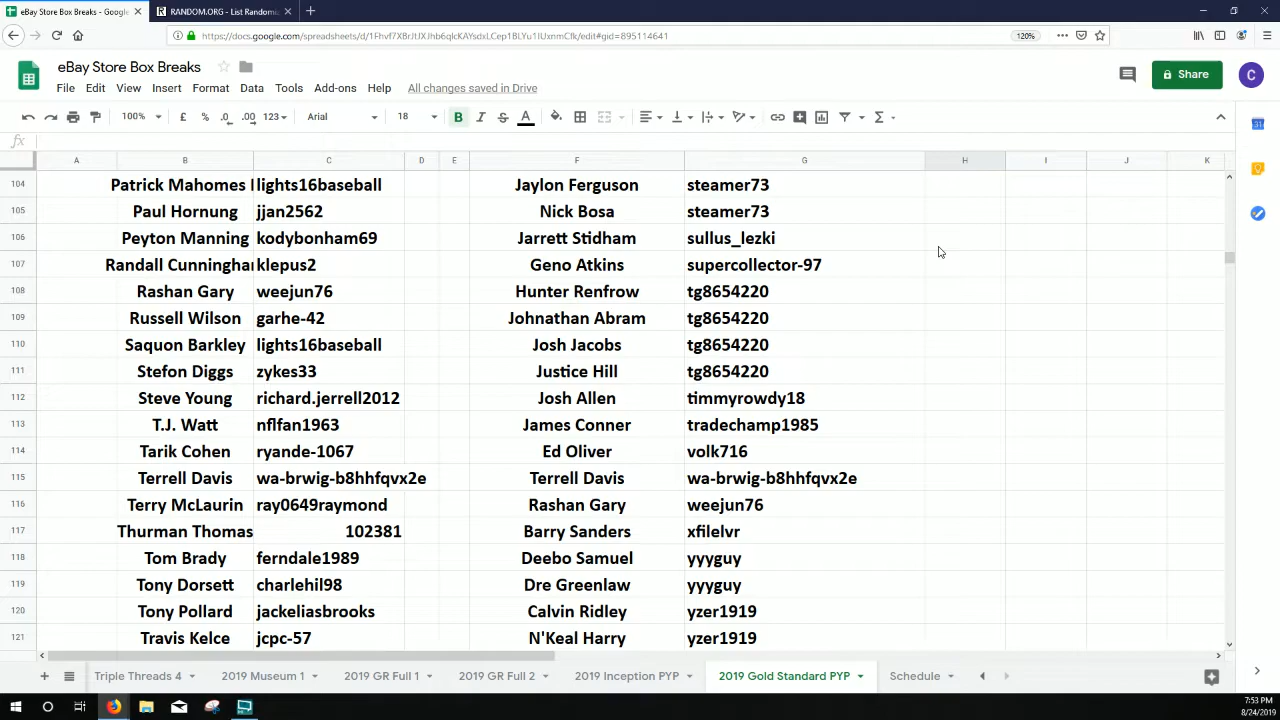 eBay Store Box Breaks - Google
RANDOM.ORG - List Randomi
120%
eBay Store Box Breaks
File Edit View Insert Format Data Tools Add-ons Help All changes saved in Drive
Share
C
100% £ % .0 .00 123 Arial 18 B I S A
fx
A B C D E F G H I J K
104 Patrick Mahomes lights16baseball Jaylon Ferguson steamer73
105 Paul Hornung jjan2562 Nick Bosa steamer73
106 Peyton Manning kodybonham69 Jarrett Stidham sullus_lezki
107 Randall Cunningha klepus2 Geno Atkins supercollector-97
108 Rashan Gary weejun76 Hunter Renfrow tg8654220
109 Russell Wilson garhe-42 Johnathan Abram tg8654220
110 Saquon Barkley lights16baseball Josh Jacobs tg8654220
111 Stefon Diggs zykes33 Justice Hill tg8654220
112 Steve Young richard.jerrell2012 Josh Allen timmyrowdy18
113 T.J. Watt nflfan1963 James Conner tradechamp1985
114 Tarik Cohen ryande-1067 Ed Oliver volk716
115 Terrell Davis wa-brwig-b8hhfqvx2e Terrell Davis wa-brwig-b8hhfqvx2e
116 Terry McLaurin ray0649raymond Rashan Gary weejun76
117 Thurman Thomas 102381 Barry Sanders xfilelvr
118 Tom Brady ferndale1989 Deebo Samuel yyyguy
119 Tony Dorsett charlehil98 Dre Greenlaw yyyguy
120 Tony Pollard jackeliasbrooks Calvin Ridley yzer1919
121 Travis Kelce jcpc-57 N'Keal Harry yzer1919
Triple Threads 4 2019 Museum 1 2019 GR Full 1 2019 GR Full 2 2019 Inception PYP 2019 Gold Standard PYP Schedule
7:53 PM
8/24/2019